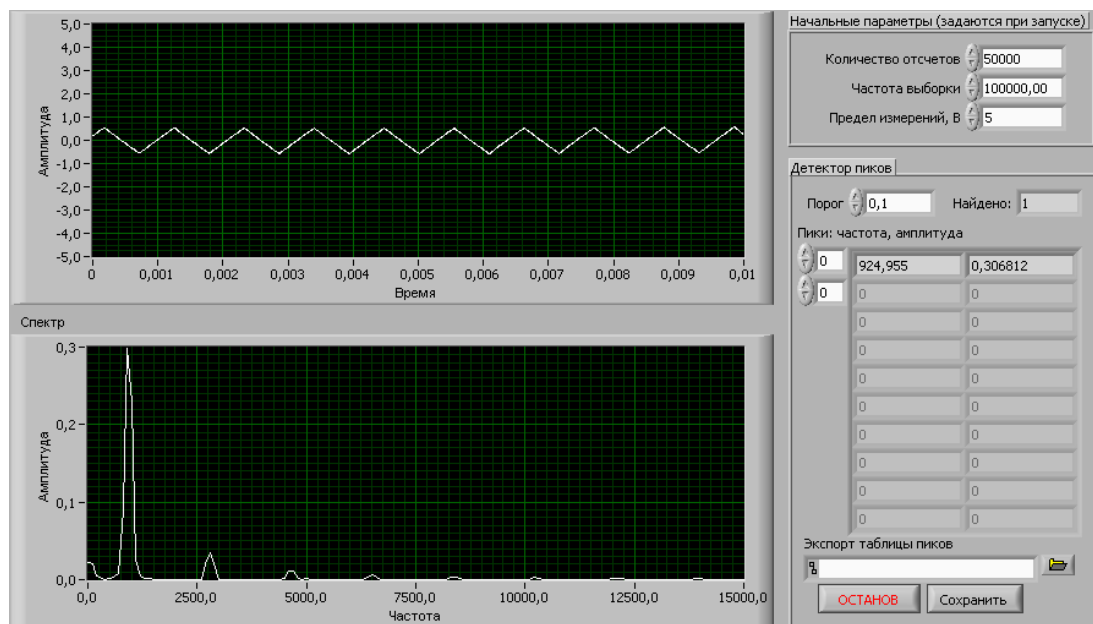 5,0
4,0
3,0
2,0
1,0
0,0
-1,0
-2,0
-3,0
-4,0
-5,0
Амплитуда
0 0,001 0,002 0,003 0,004 0,005 0,006 0,007 0,008 0,009 0,01
Время
Спектр
0,3
0,2
0,1
0,0
Амплитуда
0,0 2500,0 5000,0 7500,0 10000,0 12500,0 15000,0
Частота
Начальные параметры (задаются при запуске)
Количество отсчетов 50000
Частота выборки 100000,00
Предел измерений, В 5
Детектор пиков
Порог 0,1 Найдено: 1
Пики: частота, амплитуда
0 924,955 0,306812
0 0 0
0 0
0 0
0 0
0 0
0 0
0 0
0 0
0 0
Экспорт таблицы пиков
ОСТАНОВ Сохранить